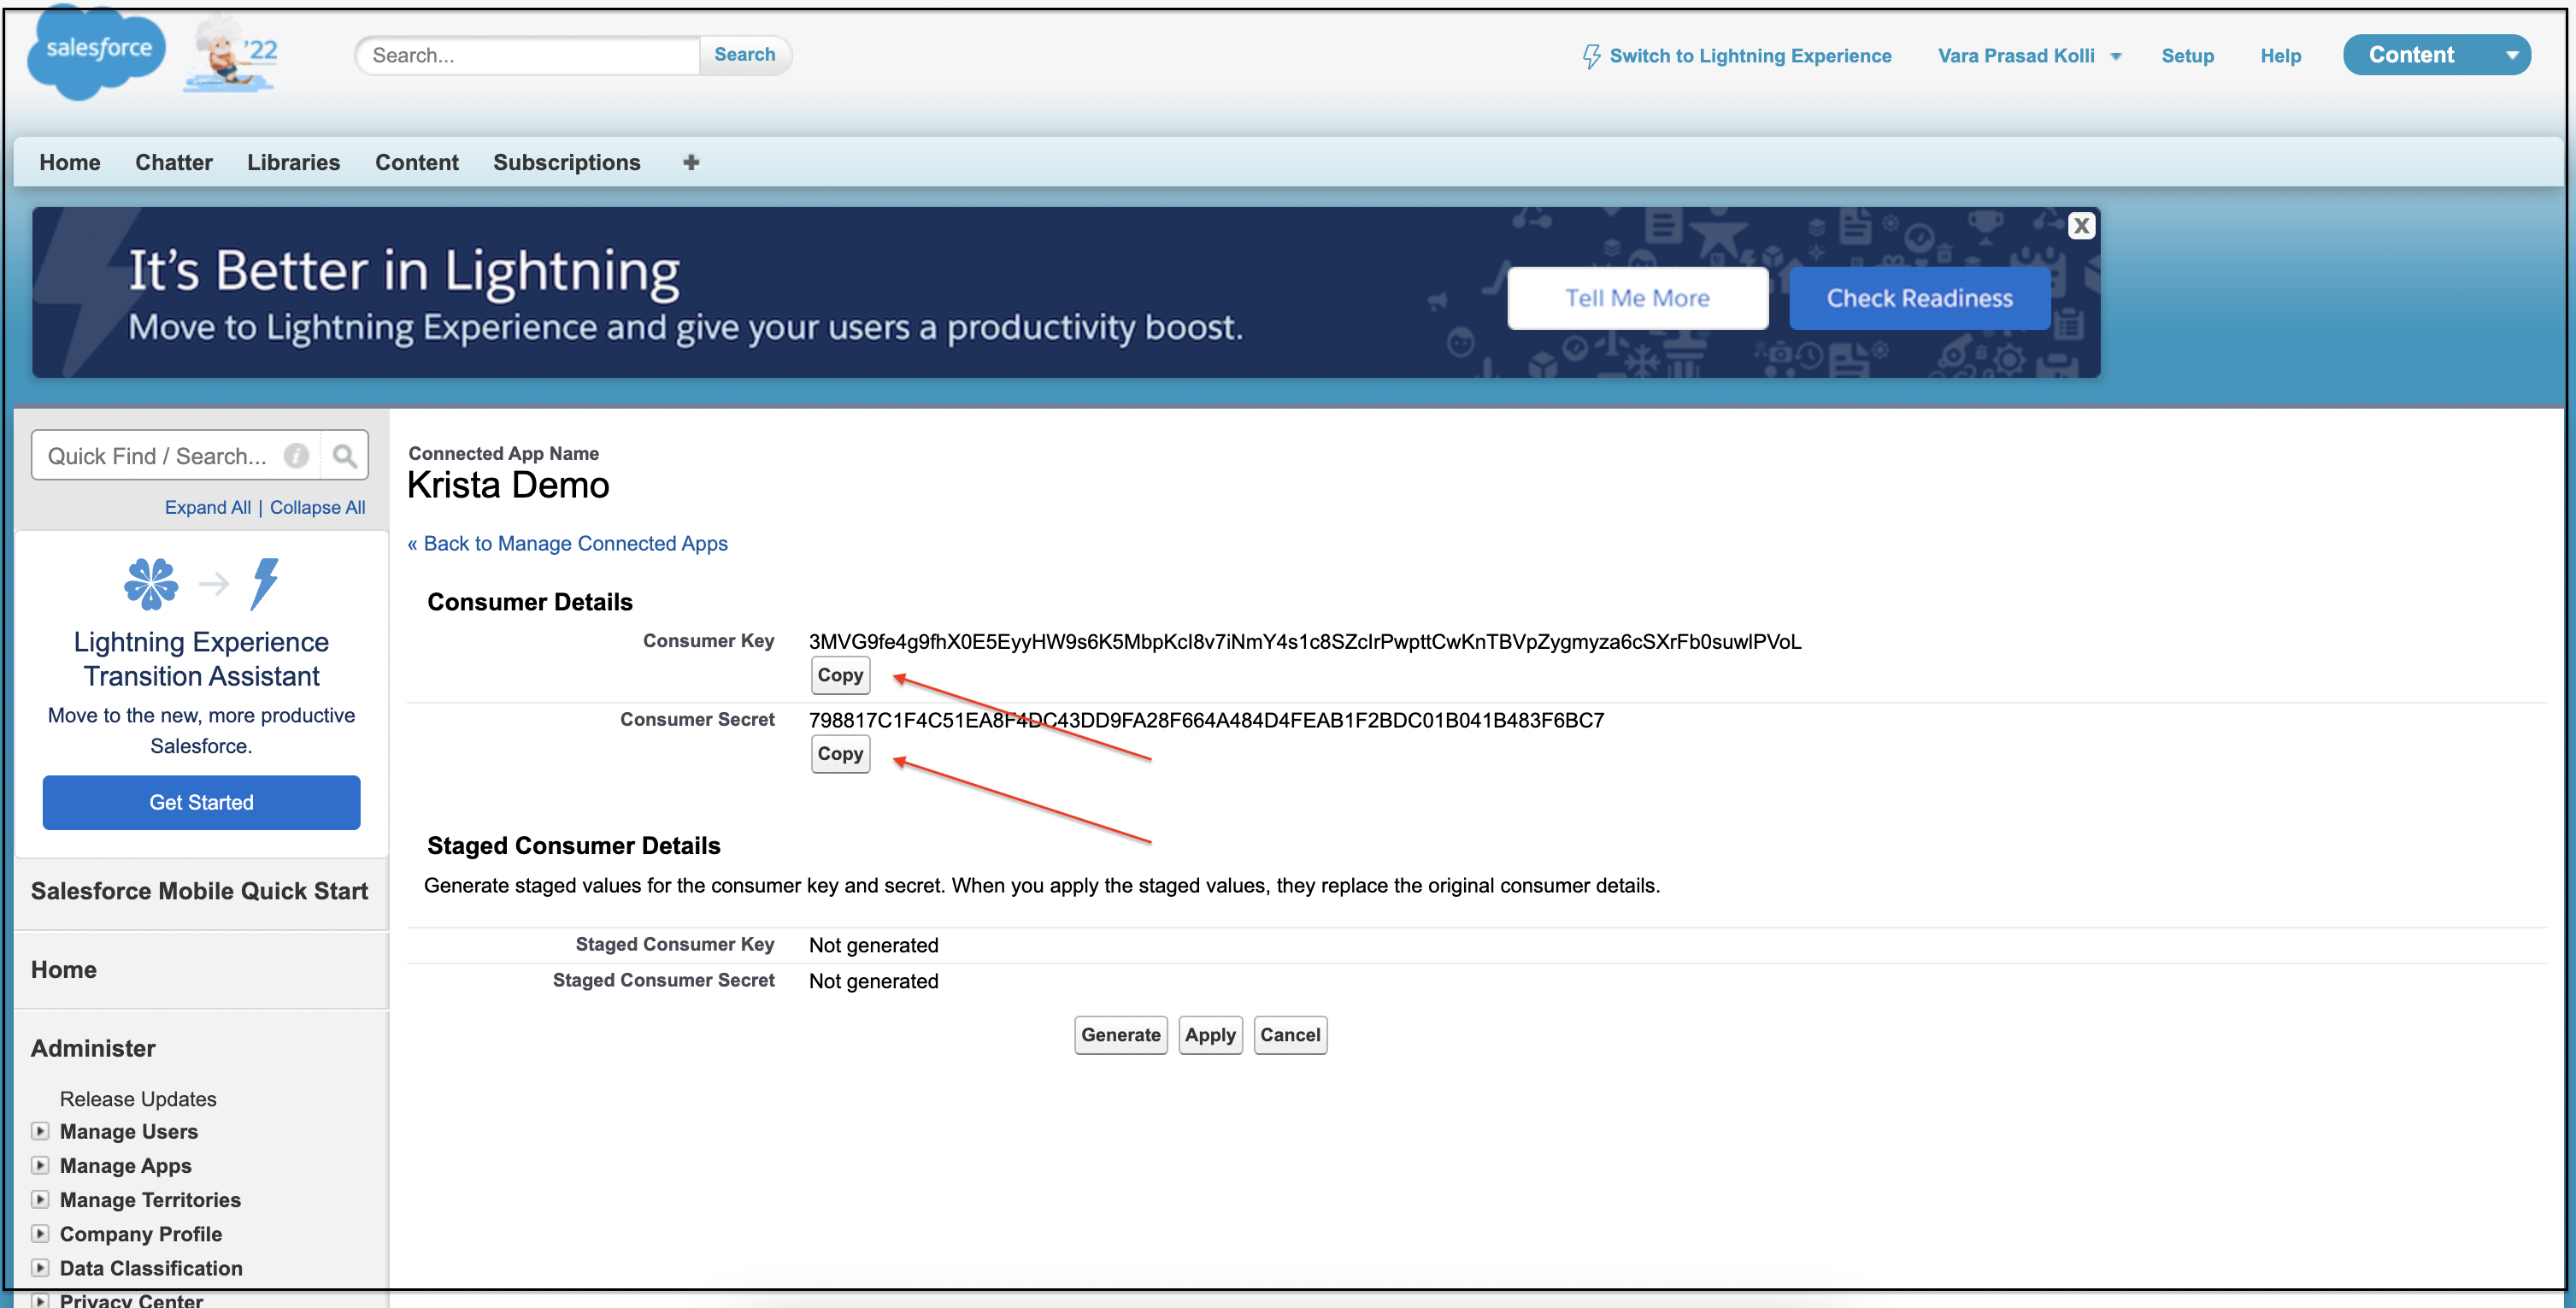 salesforce
'22
Search...
Search
Switch to Lightning Experience
Vara Prasad Kolli
Setup
Help
Content
Home
Chatter
Libraries
Content
Subscriptions
It's Better in Lightning
Move to Lightning Experience and give your users a productivity boost.
Tell Me More
Check Readiness
X
Quick Find / Search...
Expand All | Collapse All
Lightning Experience
Transition Assistant
Move to the new, more productive
Salesforce.
Get Started
Salesforce Mobile Quick Start
Home
Administer
Release Updates
Manage Users
Manage Apps
Manage Territories
Company Profile
Data Classification
Privacy Center
Connected App Name
Krista Demo
« Back to Manage Connected Apps
Consumer Details
Consumer Key 3MVG9fe4g9fhX0E5EyyHW9s6K5MbpKcl8v7iNmY4s1c8SZcIrPwpttCwKnTBVpZygmyza6cSXrFb0suwlPVoL
Copy
Consumer Secret 798817C1F4C51EA8F4DC43DD9FA28F664A484D4FEAB1F2BDC01B041B483F6BC7
Copy
Staged Consumer Details
Generate staged values for the consumer key and secret. When you apply the staged values, they replace the original consumer details.
Staged Consumer Key Not generated
Staged Consumer Secret Not generated
Generate
Apply
Cancel